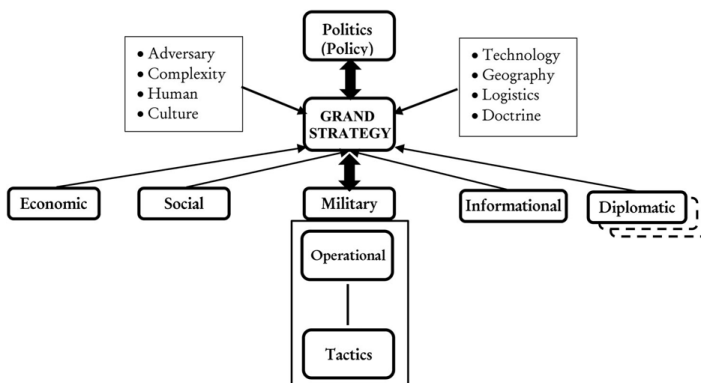 Politics
(Policy)
• Adversary
• Complexity
• Human
• Culture
• Technology
• Geography
• Logistics
• Doctrine
GRAND
STRATEGY
Economic
Social
Military
Informational
Diplomatic
Operational
Tactics